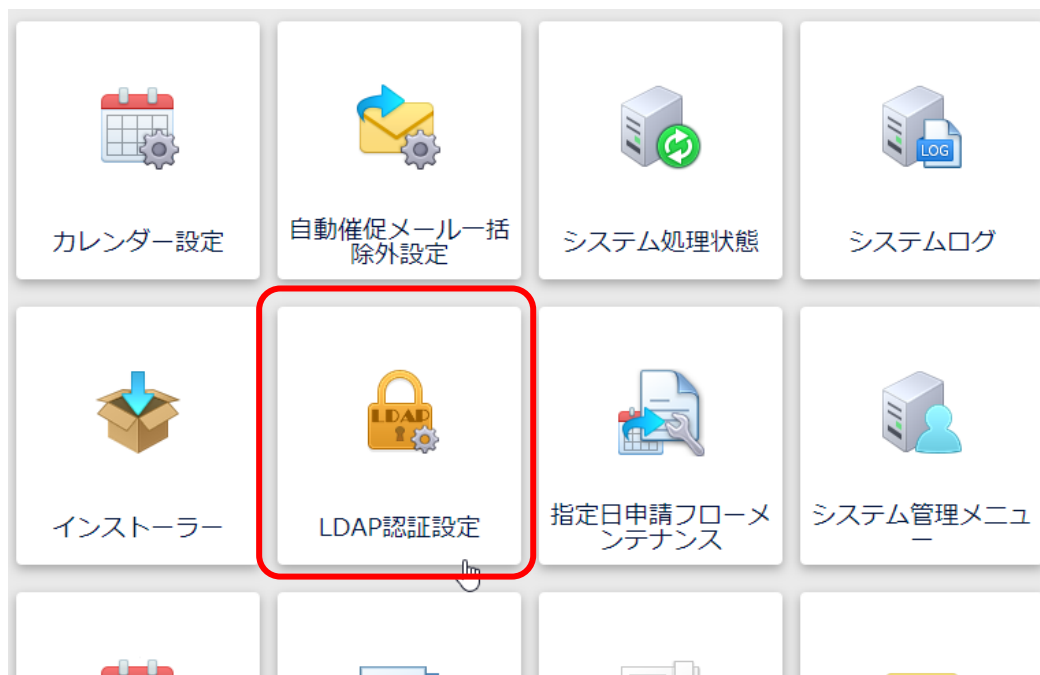 カレンダー設定
自動催促メール一括
除外設定
システム処理状態
システムログ
LOG
インストーラー
LDAP
LDAP認証設定
指定日申請フローメ
ンテナンス
システム管理メニュ
ー